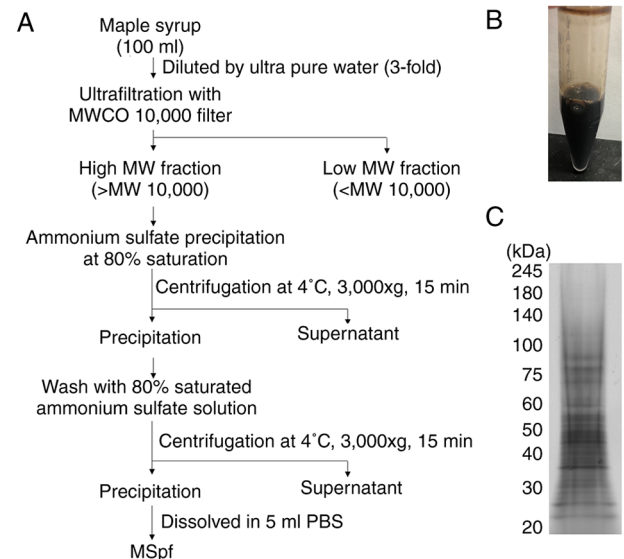 A
Maple syrup
(100 ml)
Diluted by ultra pure water (3-fold)
Ultrafiltration with
MWCO 10,000 filter
High MW fraction
(>MW 10,000)
Low MW fraction
(<MW 10,000)
Ammonium sulfate precipitation
at 80% saturation
Centrifugation at 4˚C, 3,000xg, 15 min
Precipitation
Supernatant
Wash with 80% saturated
ammonium sulfate solution
Centrifugation at 4˚C, 3,000xg, 15 min
Precipitation
Supernatant
Dissolved in 5 ml PBS
MSpf
B
C
(kDa)
245
180
140
100
75
60
50
40
30
20